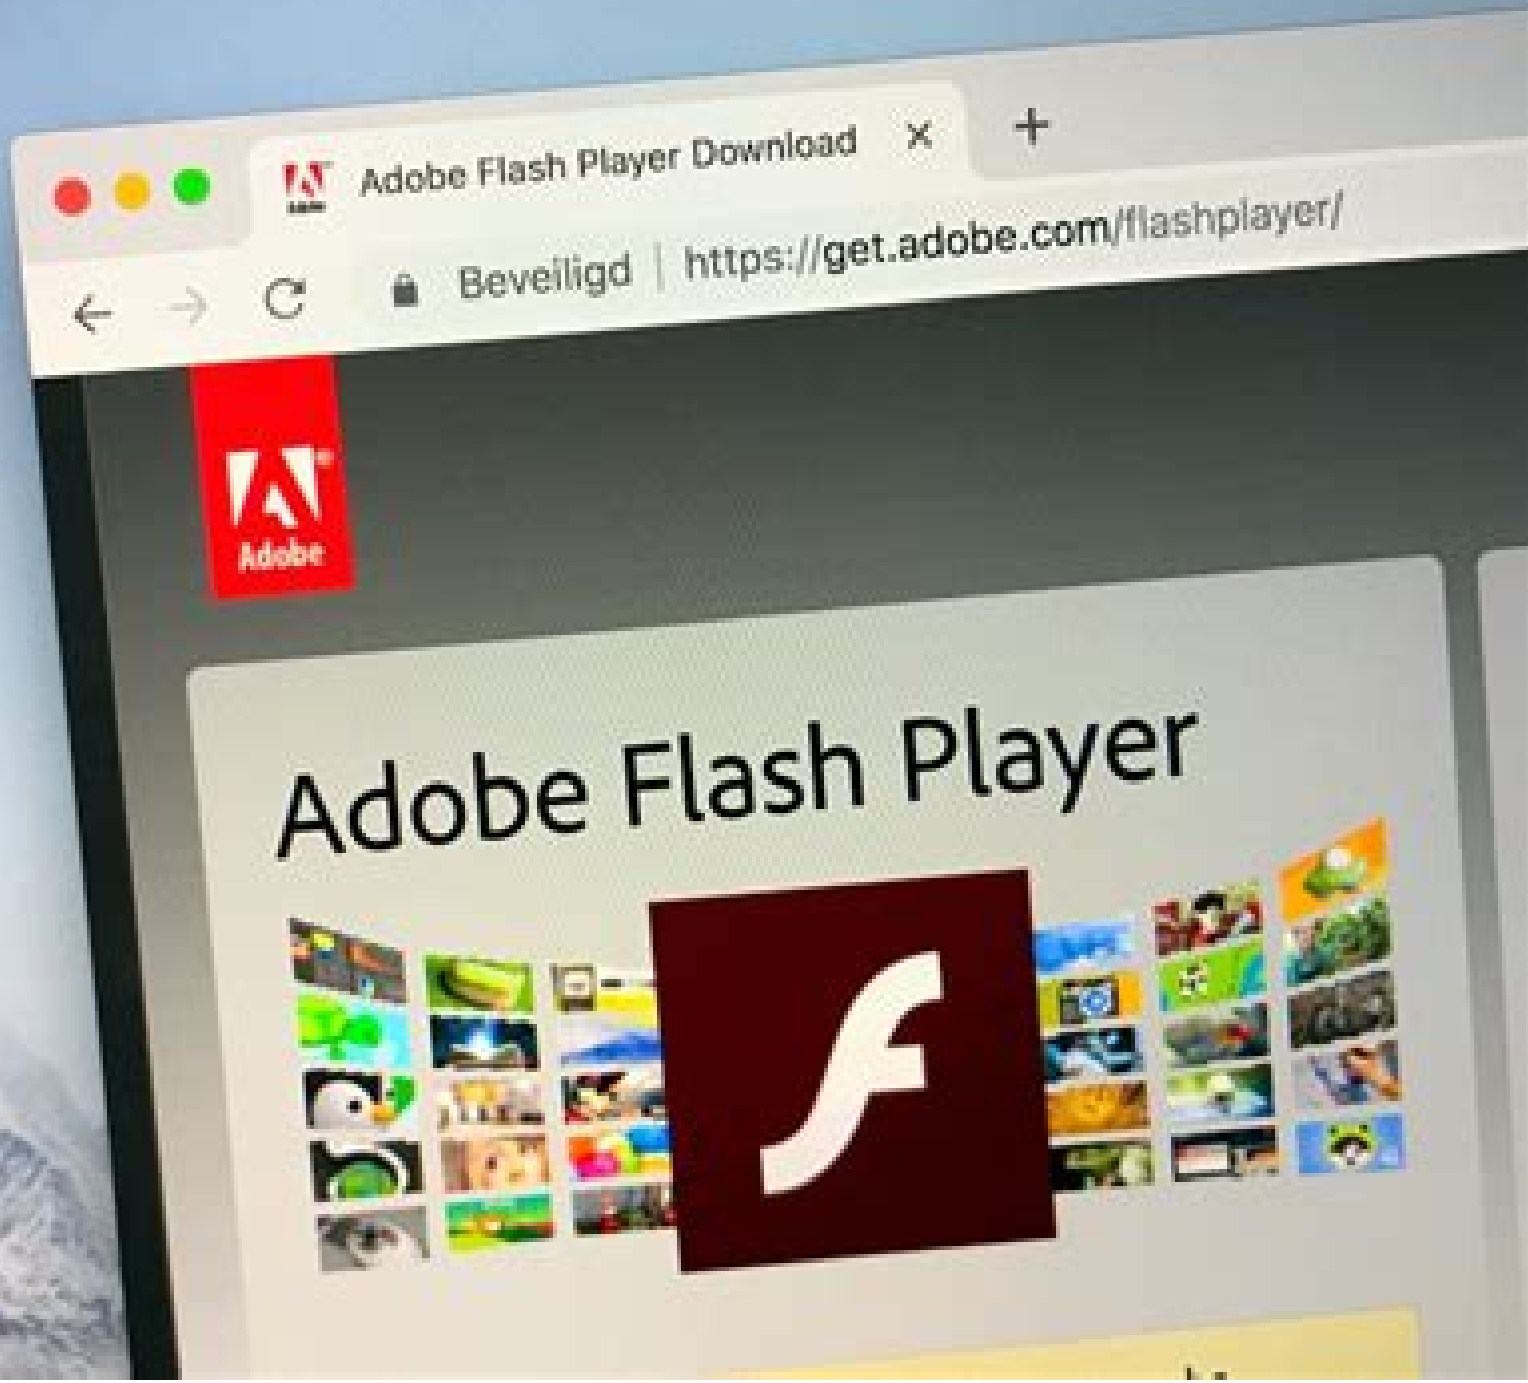 Adobe Flash Player Download
Beveiligd | https://get.adobe.com/flashplayer/
Adobe
Adobe Flash Player